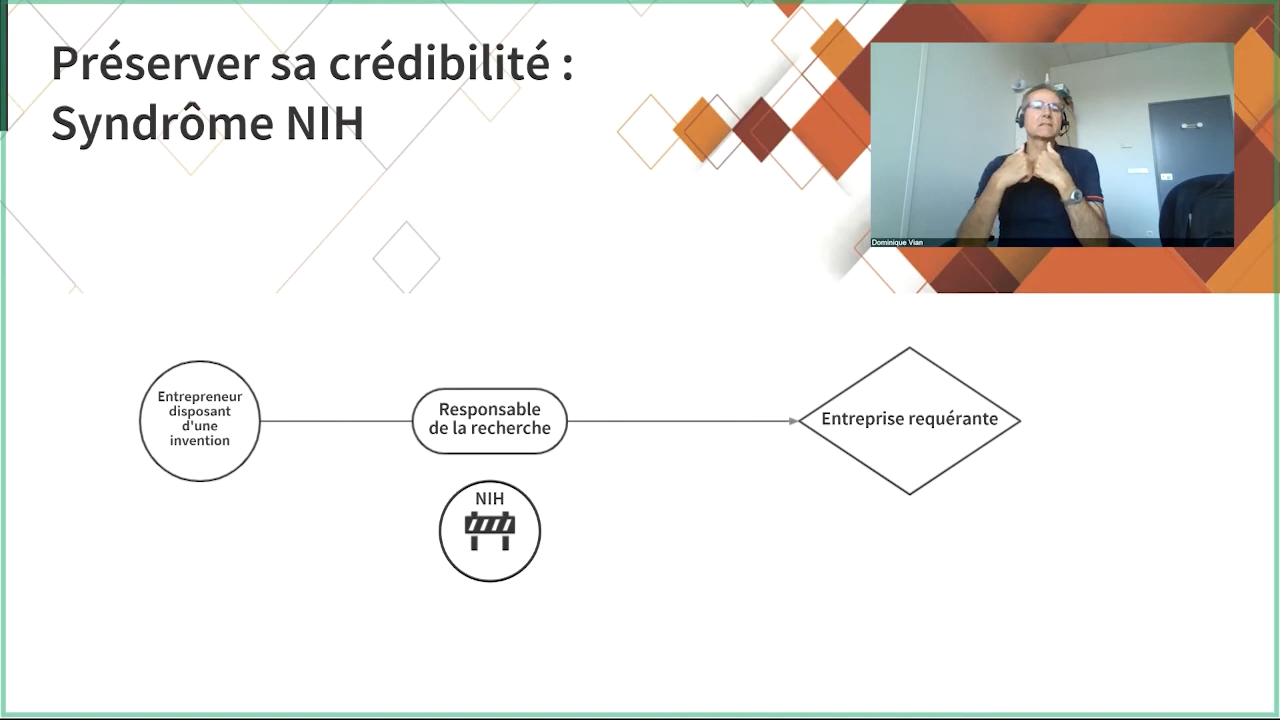 Préserver sa crédibilité :
Syndrôme NIH
Dominique Vian
Entrepreneur
disposant
d'une
invention
Responsable
de la recherche
Entreprise requérante
NIH